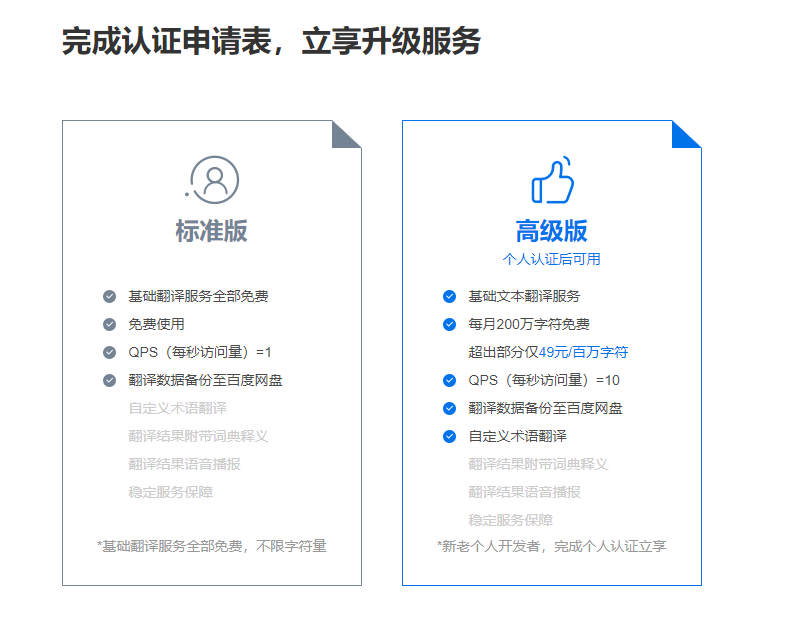 完成认证申请表，立享升级服务
标准版
基础翻译服务全部免费
免费使用
QPS（每秒访问量）=1
翻译数据备份至百度网盘
自定义术语翻译
翻译结果附带词典释义
翻译结果语音播报
稳定服务保障
*基础翻译服务全部免费，不限字符量
高级版
个人认证后可用
基础文本翻译服务
每月200万字符免费
超出部分仅49元/百万字符
QPS（每秒访问量）=10
翻译数据备份至百度网盘
自定义术语翻译
翻译结果附带词典释义
翻译结果语音播报
稳定服务保障
*新老个人开发者，完成个人认证立享